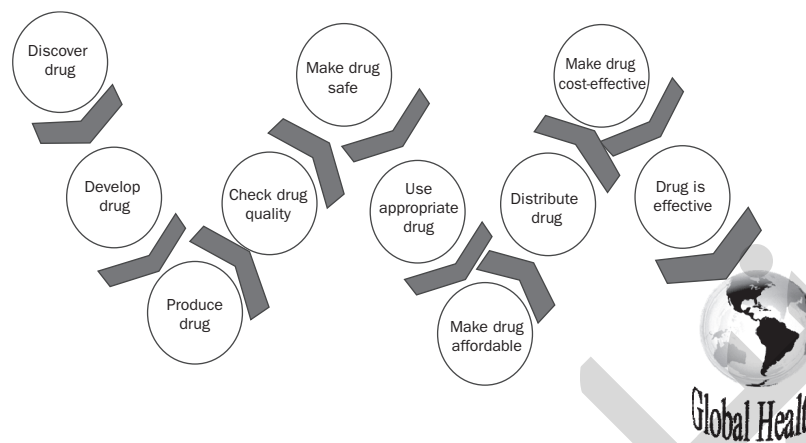 Discover
drug
Develop
drug
Produce
drug
Check drug
quality
Make drug
safe
Use
appropriate
drug
Make drug
affordable
Distribute
drug
Make drug
cost-effective
Drug is
effective
Global